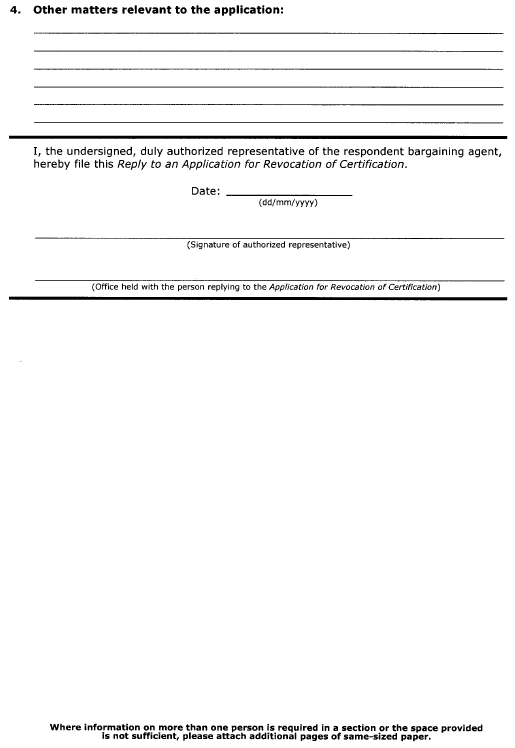 4. Other matters relevant to the application:
I, the undersigned, duly authorized representative of the respondent bargaining agent,
hereby file this Reply to an Application for Revocation of Certification.
Date:
(dd/mm/yyyy)
(Signature of authorized representative)
(Office held with the person replying to the Application for Revocation of Certification)
Where information on more than one person is required in a section or the space provided
is not sufficient, please attach additional pages of same-sized paper.